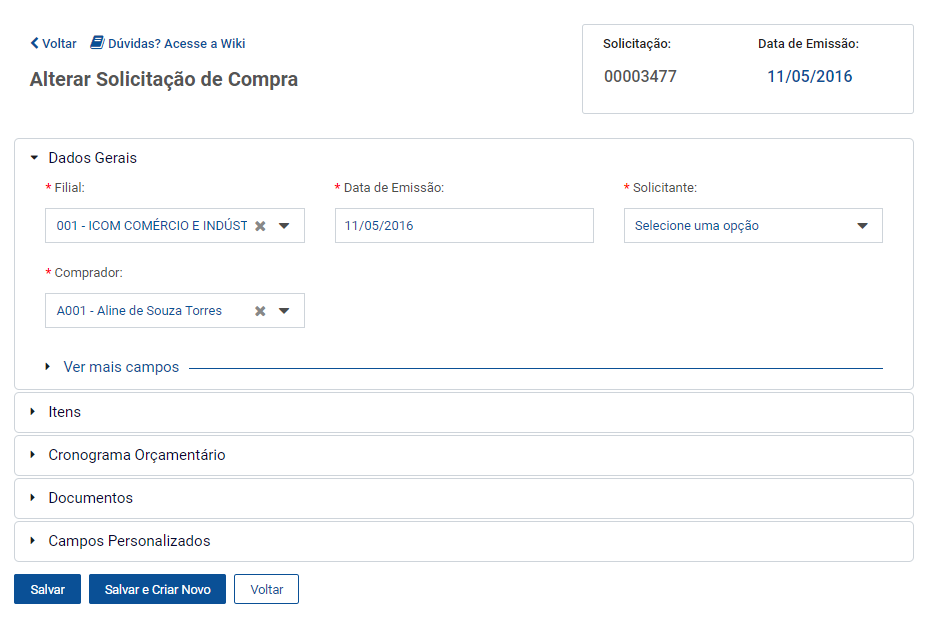 Voltar Dúvidas? Acesse a Wiki
Alterar Solicitação de Compra
Solicitação: Data de Emissão:
00003477 11/05/2016
Dados Gerais
* Filial: * Data de Emissão: * Solicitante:
001 - ICOM COMÉRCIO E INDÚST 11/05/2016 Selecione uma opção
* Comprador:
A001 - Aline de Souza Torres
Ver mais campos
Itens
Cronograma Orçamentário
Documentos
Campos Personalizados
Salvar Salvar e Criar Novo Voltar